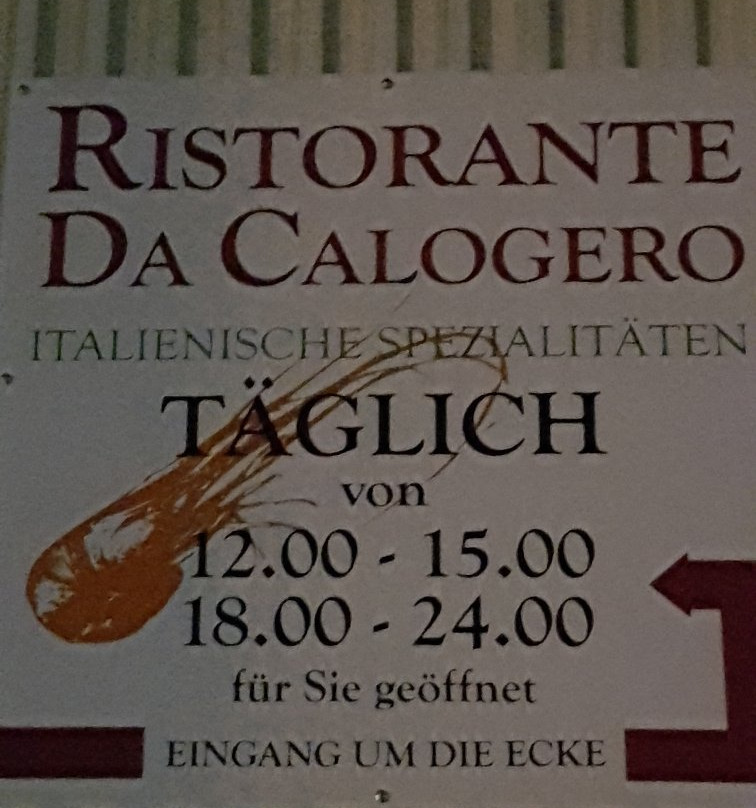 RISTORANTE
DA CALOGERO
ITALIENISCHE SPEZIALITÄTEN
TÄGLICH
von
12.00 - 15.00
18.00 - 24.00
für Sie geöffnet
EINGANG UM DIE ECKE